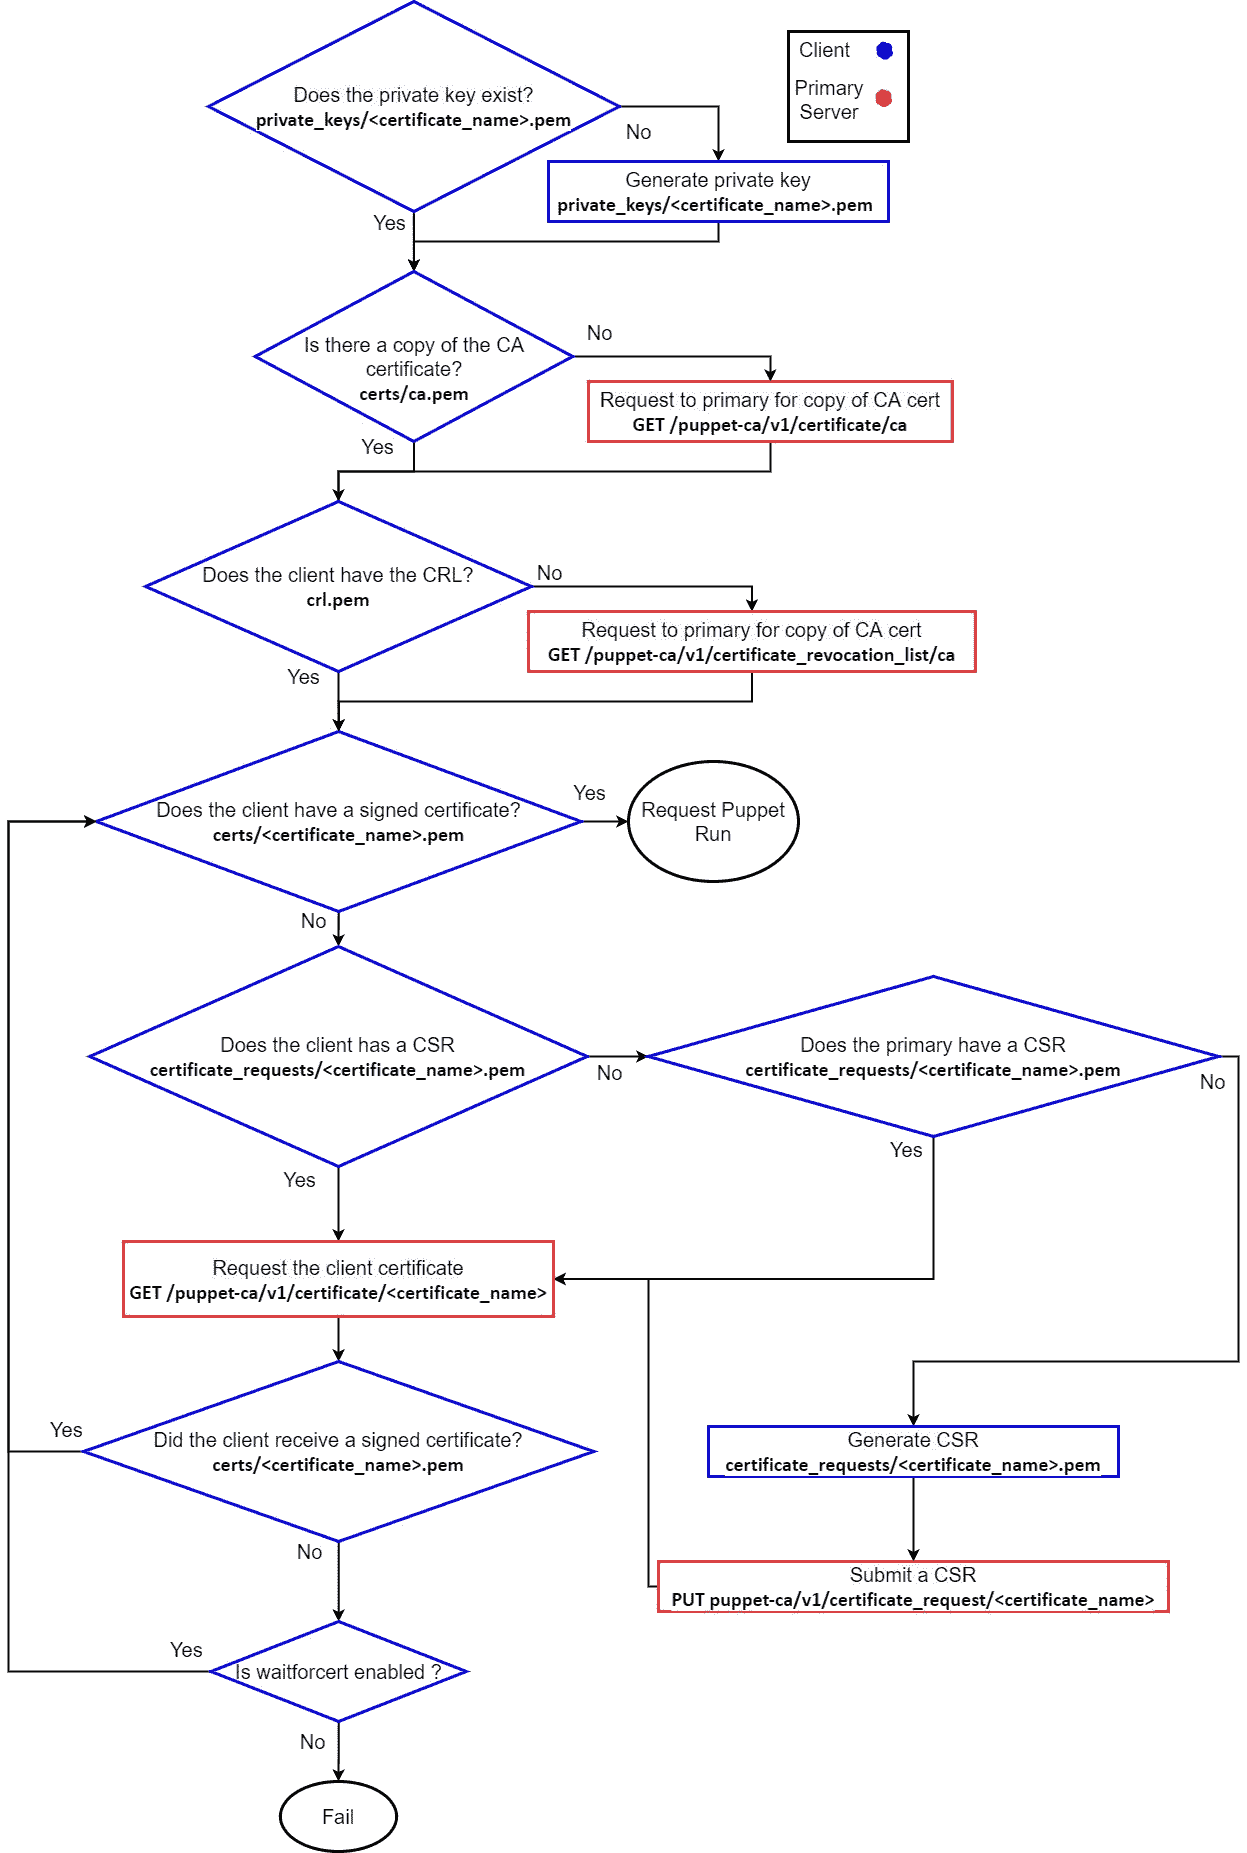 Client
Primary
Server
Does the private key exist?
private_keys/<certificate_name>.pem
No
Generate private key
private_keys/<certificate_name>.pem
Yes
Is there a copy of the CA
certificate?
certs/ca.pem
No
Request to primary for copy of CA cert
GET /puppet-ca/v1/certificate/ca
Yes
Does the client have the CRL?
crl.pem
No
Request to primary for copy of CA cert
GET /puppet-ca/v1/certificate_revocation_list/ca
Yes
Does the client have a signed certificate?
certs/<certificate_name>.pem
Yes
Request Puppet
Run
No
Does the client has a CSR
certificate_requests/<certificate_name>.pem
No
Does the primary have a CSR
certificate_requests/<certificate_name>.pem
No
Yes
Yes
Request the client certificate
GET /puppet-ca/v1/certificate/<certificate_name>
Did the client receive a signed certificate?
certs/<certificate_name>.pem
Yes
Generate CSR
certificate_requests/<certificate_name>.pem
No
Submit a CSR
PUT puppet-ca/v1/certificate_request/<certificate_name>
Yes
Is waitforcert enabled ?
No
Fail